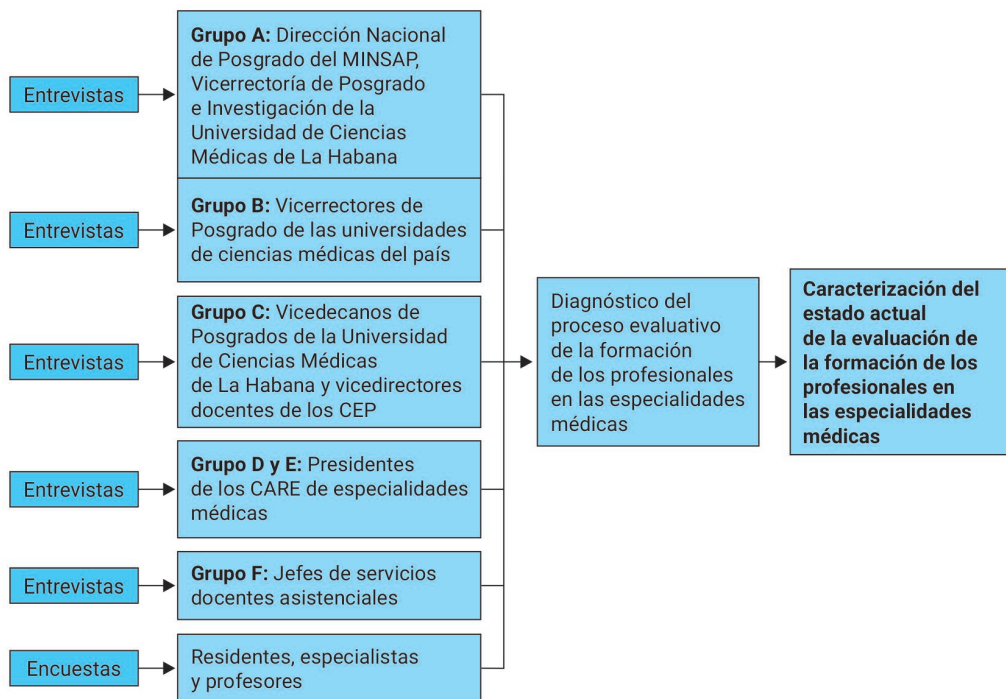 Entrevistas
Grupo A: Dirección Nacional
de Posgrado del MINSAP,
Vicerrectoría de Posgrado
e Investigación de la
Universidad de Ciencias
Médicas de La Habana
Entrevistas
Grupo B: Vicerrectores de
Posgrado de las universidades
de ciencias médicas del país
Entrevistas
Grupo C: Vicedecanos de
Posgrados de la Universidad
de Ciencias Médicas
de La Habana y vicedirectores
docentes de los CEP
Entrevistas
Grupo D y E: Presidentes
de los CARE de especialidades
médicas
Entrevistas
Grupo F: Jefes de servicios
docentes asistenciales
Encuestas
Residentes, especialistas
y profesores
Diagnóstico del
proceso evaluativo
de la formación
de los profesionales
en las especialidades
médicas
Caracterización del
estado actual
de la evaluación de
la formación de los
profesionales en
las especialidades
médicas